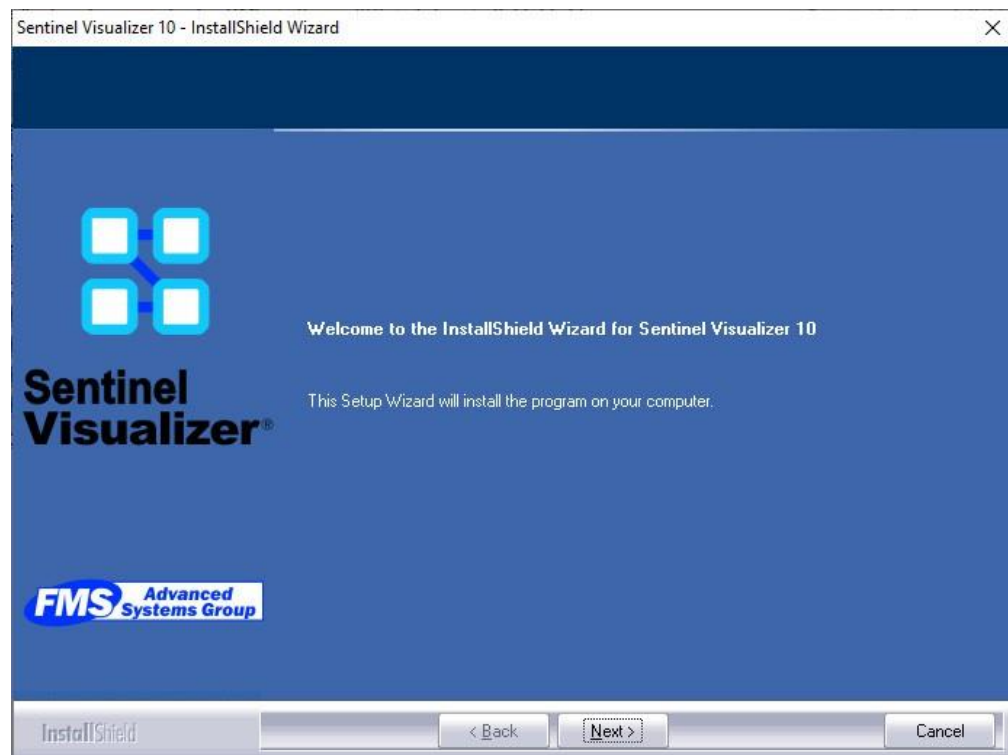 Sentinel Visualizer 10 - InstallShield Wizard
Welcome to the InstallShield Wizard for Sentinel Visualizer 10
This Setup Wizard will install the program on your computer.
Sentinel
Visualizer®
FMS Advanced
Systems Group
InstallShield
< Back
Next >
Cancel